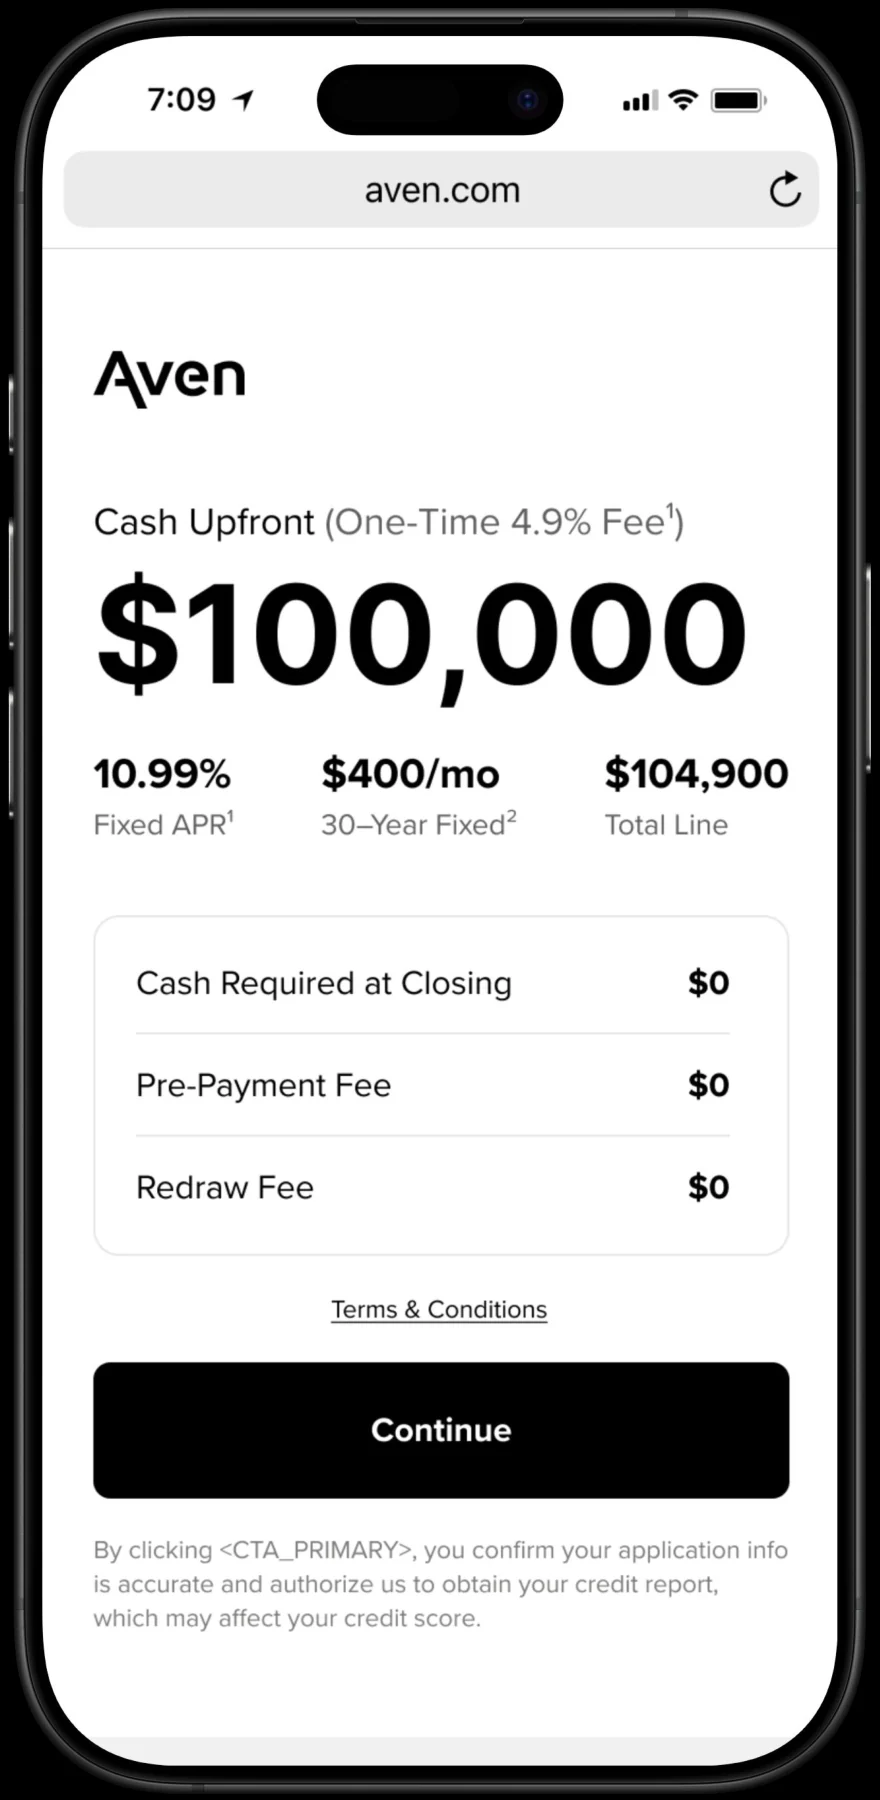 7:09
aven.com
Aven
Cash Upfront (One-Time 4.9% Fee¹)
$100,000
10.99% $400/mo $104,900
Fixed APR¹ 30–Year Fixed² Total Line
Cash Required at Closing $0
Pre-Payment Fee $0
Redraw Fee $0
Terms & Conditions
Continue
By clicking <CTA_PRIMARY>, you confirm your application info
is accurate and authorize us to obtain your credit report,
which may affect your credit score.